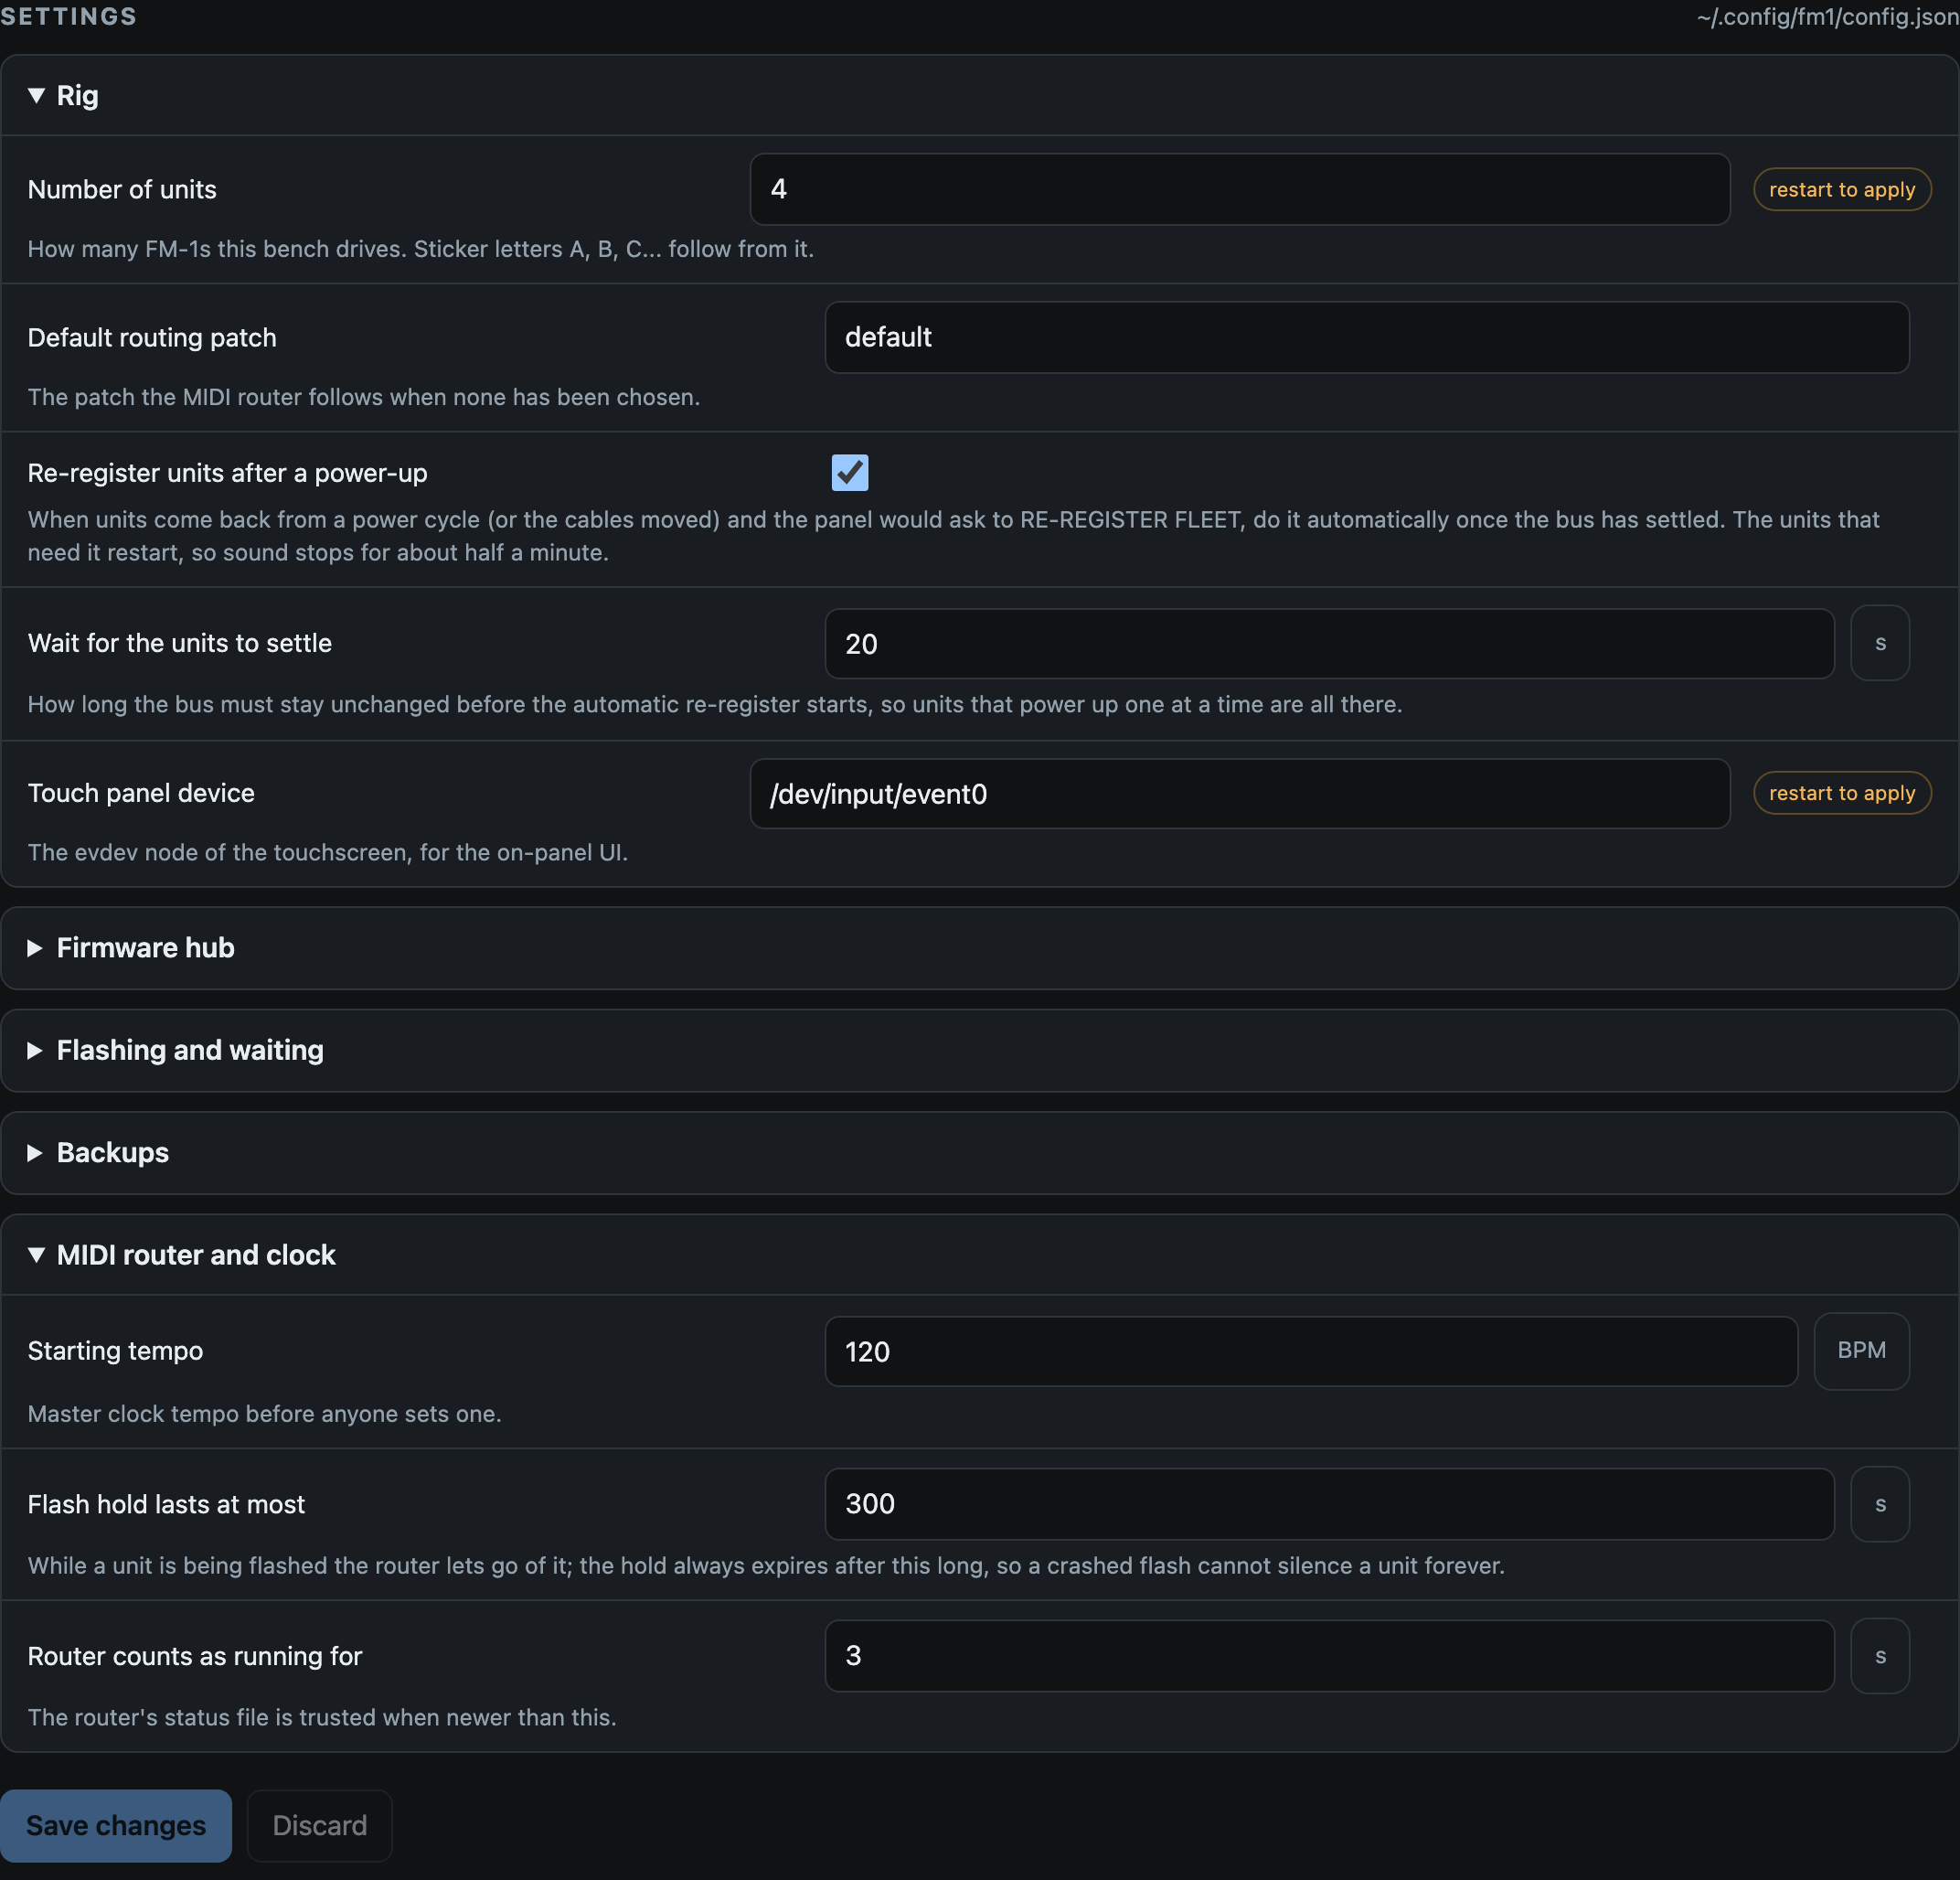 SETTINGS
~/.config/fm1/config.json
Rig
Number of units
4
restart to apply
How many FM-1s this bench drives. Sticker letters A, B, C... follow from it.
Default routing patch
default
The patch the MIDI router follows when none has been chosen.
Re-register units after a power-up
When units come back from a power cycle (or the cables moved) and the panel would ask to RE-REGISTER FLEET, do it automatically once the bus has settled. The units that
need it restart, so sound stops for about half a minute.
Wait for the units to settle
20
s
How long the bus must stay unchanged before the automatic re-register starts, so units that power up one at a time are all there.
Touch panel device
/dev/input/event0
restart to apply
The evdev node of the touchscreen, for the on-panel UI.
Firmware hub
Flashing and waiting
Backups
MIDI router and clock
Starting tempo
120
BPM
Master clock tempo before anyone sets one.
Flash hold lasts at most
300
s
While a unit is being flashed the router lets go of it; the hold always expires after this long, so a crashed flash cannot silence a unit forever.
Router counts as running for
3
s
The router's status file is trusted when newer than this.
Save changes
Discard